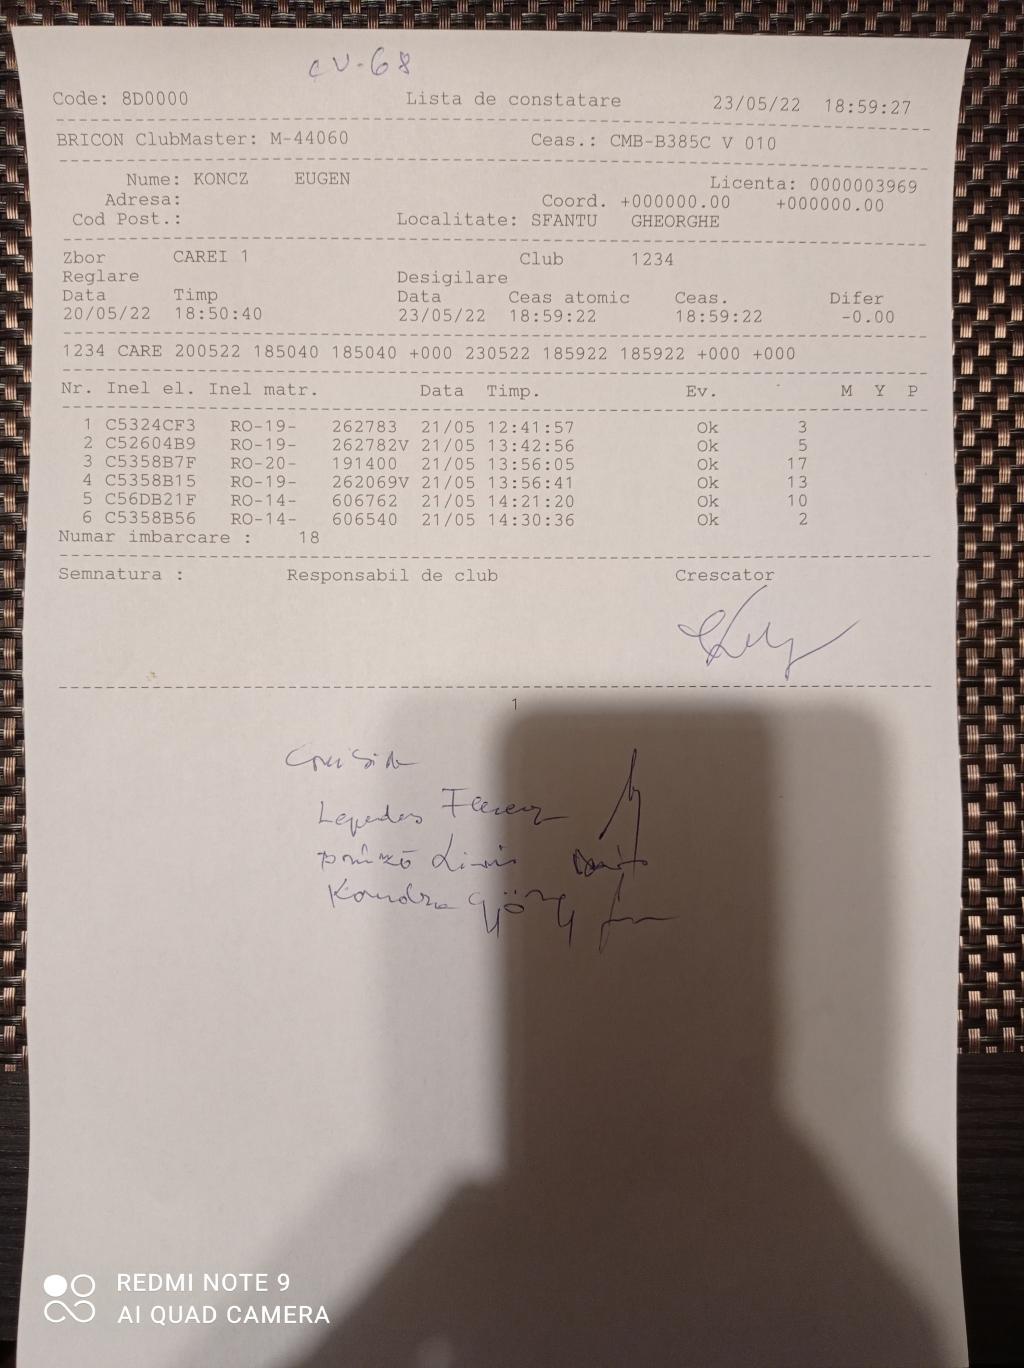 CV-68
Code: 8D0000 Lista de constatare 23/05/22 18:59:27
BRICON ClubMaster: M-44060 Ceas.: CMB-B385C V 010
Nume: KONCZ EUGEN Licenta: 0000003969
Adresa: Coord. +000000.00 +000000.00
Cod Post.: Localitate: SFANTU GHEORGHE
Zbor CAREI 1 Club 1234
Reglare Desigilare
Data Timp Data Ceas atomic Ceas. Difer
20/05/22 18:50:40 23/05/22 18:59:22 18:59:22 -0.00
1234 CARE 200522 185040 185040 +000 230522 185922 185922 +000 +000
Nr. Inel el. Inel matr. Data Timp. Ev. M Y P
1 C5324CF3 RO-19- 262783 21/05 12:41:57 Ok 3
2 C52604B9 RO-19- 262782V 21/05 13:42:56 Ok 5
3 C5358B7F RO-20- 191400 21/05 13:56:05 Ok 17
4 C5358B15 RO-19- 262069V 21/05 13:56:41 Ok 13
5 C56DB21F RO-14- 606762 21/05 14:21:20 Ok 10
6 C5358B56 RO-14- 606540 21/05 14:30:36 Ok 2
Numar imbarcare : 18
Semnatura : Responsabil de club Crescator
1
György
REDMI NOTE 9
AI QUAD CAMERA